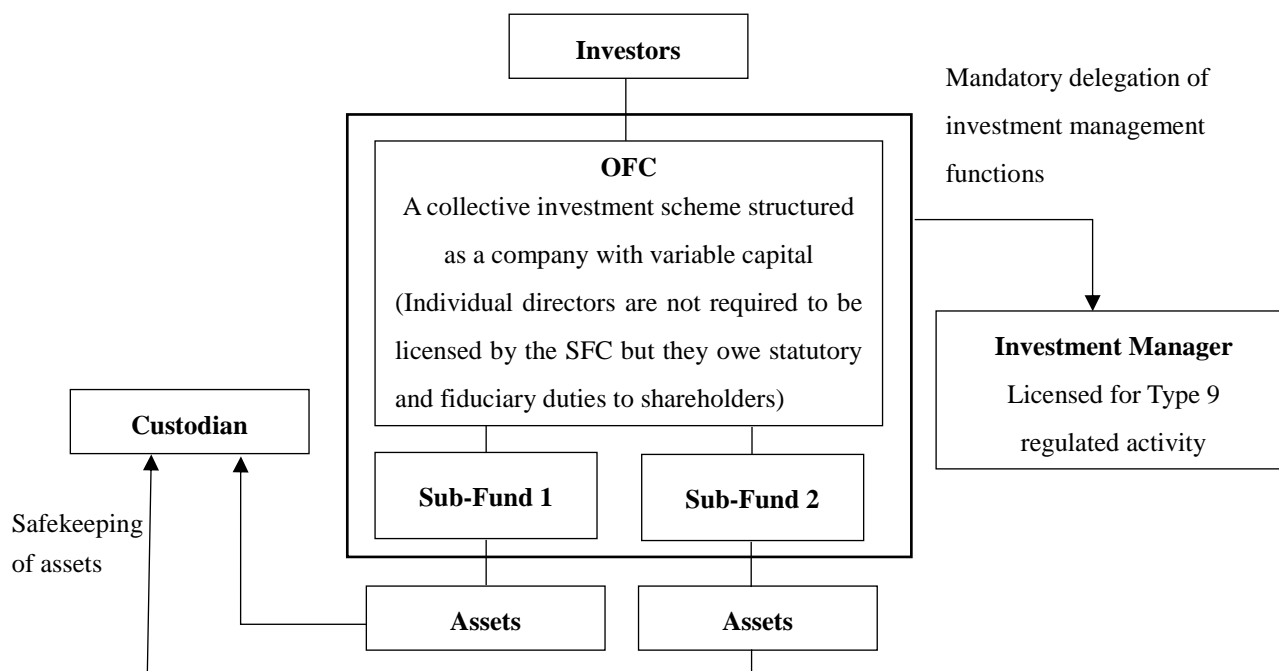 Investors
Mandatory delegation of
investment management
functions
OFC
A collective investment scheme structured
as a company with variable capital
(Individual directors are not required to be
licensed by the SFC but they owe statutory
and fiduciary duties to shareholders)
Investment Manager
Licensed for Type 9
regulated activity
Custodian
Sub-Fund 1
Sub-Fund 2
Safekeeping
of assets
Assets
Assets